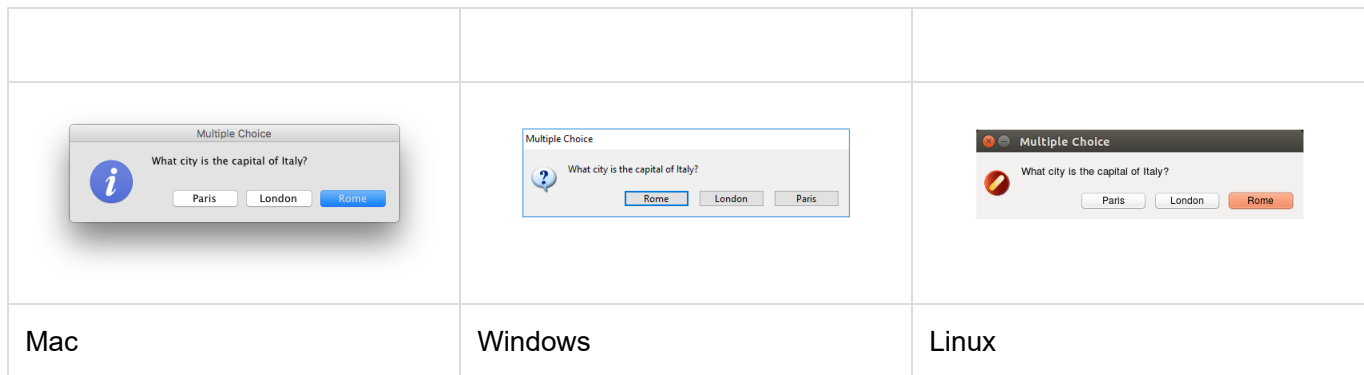 Multiple Choice
What city is the capital of Italy?
Paris London Rome
Multiple Choice
What city is the capital of Italy?
Rome London Paris
Multiple Choice
What city is the capital of Italy?
Paris London Rome
Mac Windows Linux